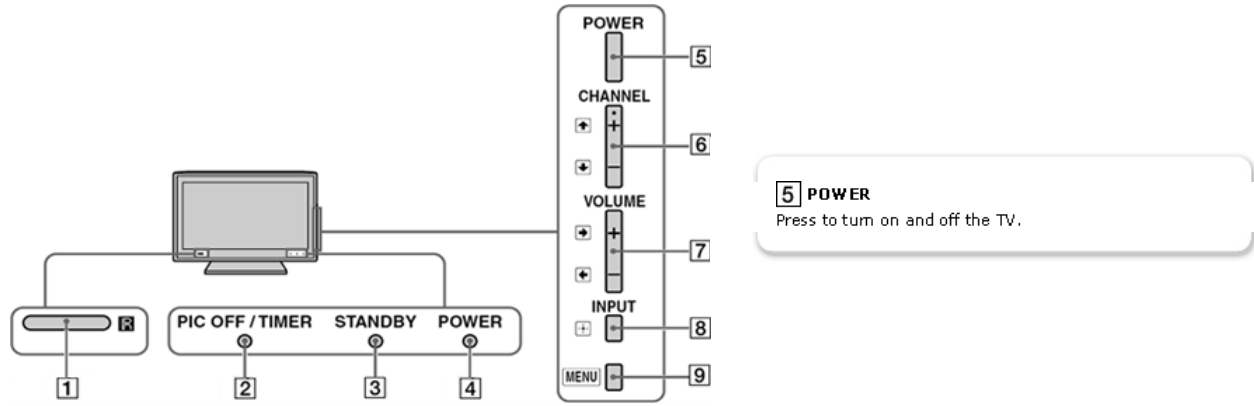 POWER
5
CHANNEL
+
6
−
VOLUME
+
7
−
INPUT
8
MENU
9
R
PIC OFF / TIMER STANDBY POWER
1 2 3 4
5 POWER
Press to turn on and off the TV.